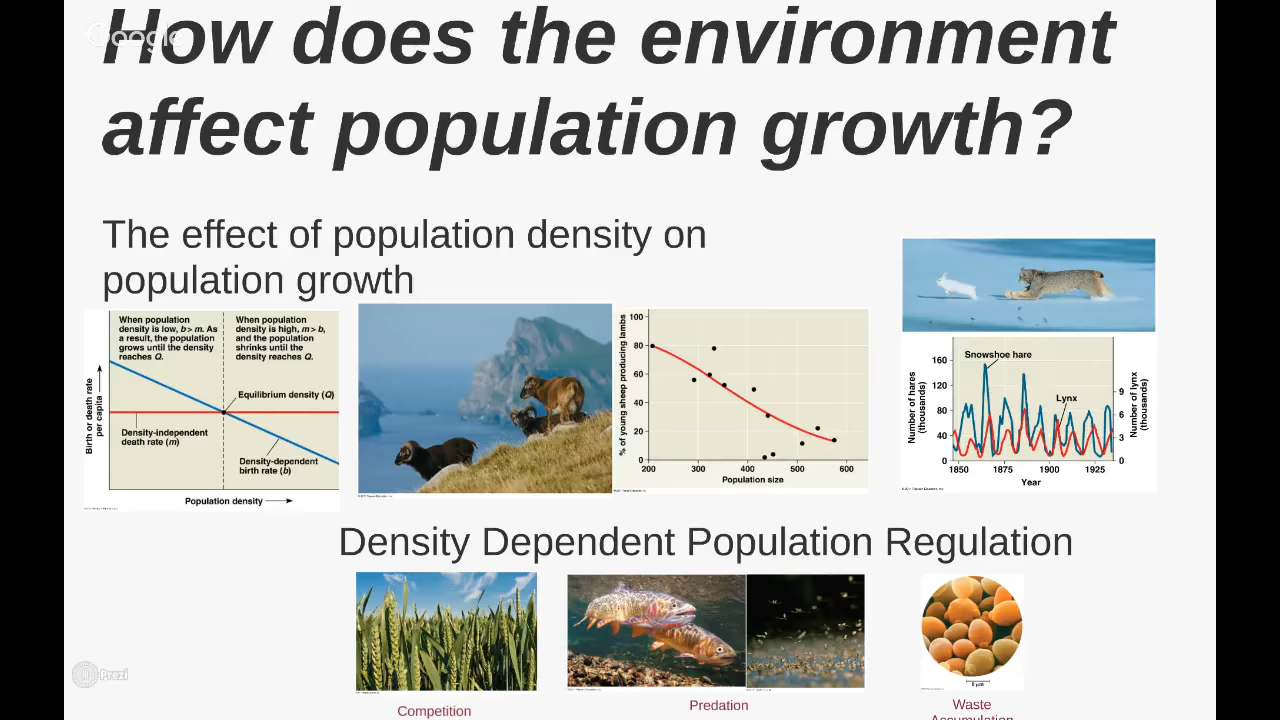 How does the environment
affect population growth?
Google
The effect of population density on
population growth
When population
density is low, b > m. As
a result, the population
grows until the density
reaches Q.
When population
density is high, m > b,
and the population
shrinks until the
density reaches Q.
Equilibrium density (Q)
Density-independent
death rate (m)
Density-dependent
birth rate (b)
Birth or death rate
per capita
Population density
% of young sheep producing lambs
100
80
60
40
20
0
200 300 400 500 600
Population size
Snowshoe hare
Lynx
Number of hares
(thousands)
160
120
80
40
0
Number of lynx
(thousands)
9
6
3
0
1850 1875 1900 1925
Year
Density Dependent Population Regulation
5 µm
Prezi
Competition
Predation
Waste
Accumulation